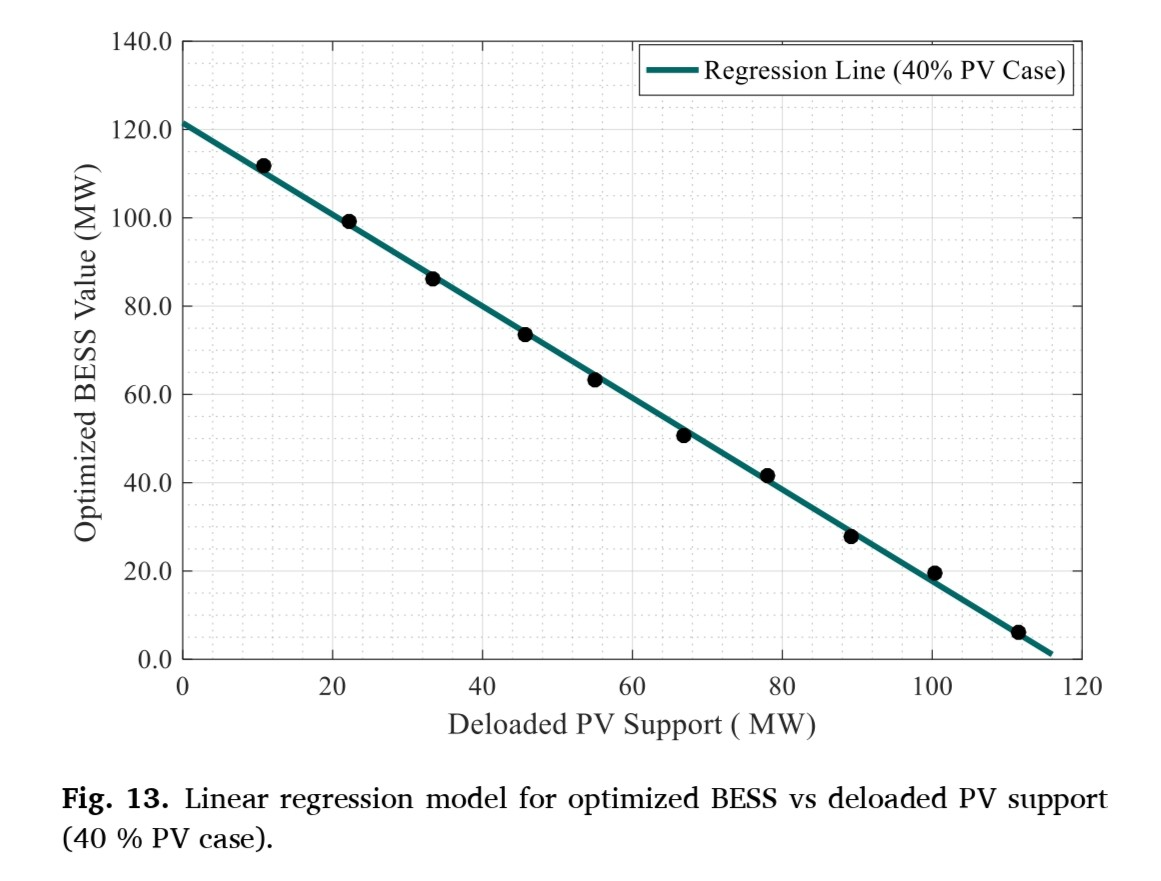 140.0
Regression Line (40% PV Case)
120.0
100.0
80.0
60.0
40.0
20.0
0.0
Optimized BESS Value (MW)
0 20 40 60 80 100 120
Deloaded PV Support ( MW)
Fig. 13. Linear regression model for optimized BESS vs deloaded PV support
(40 % PV case).